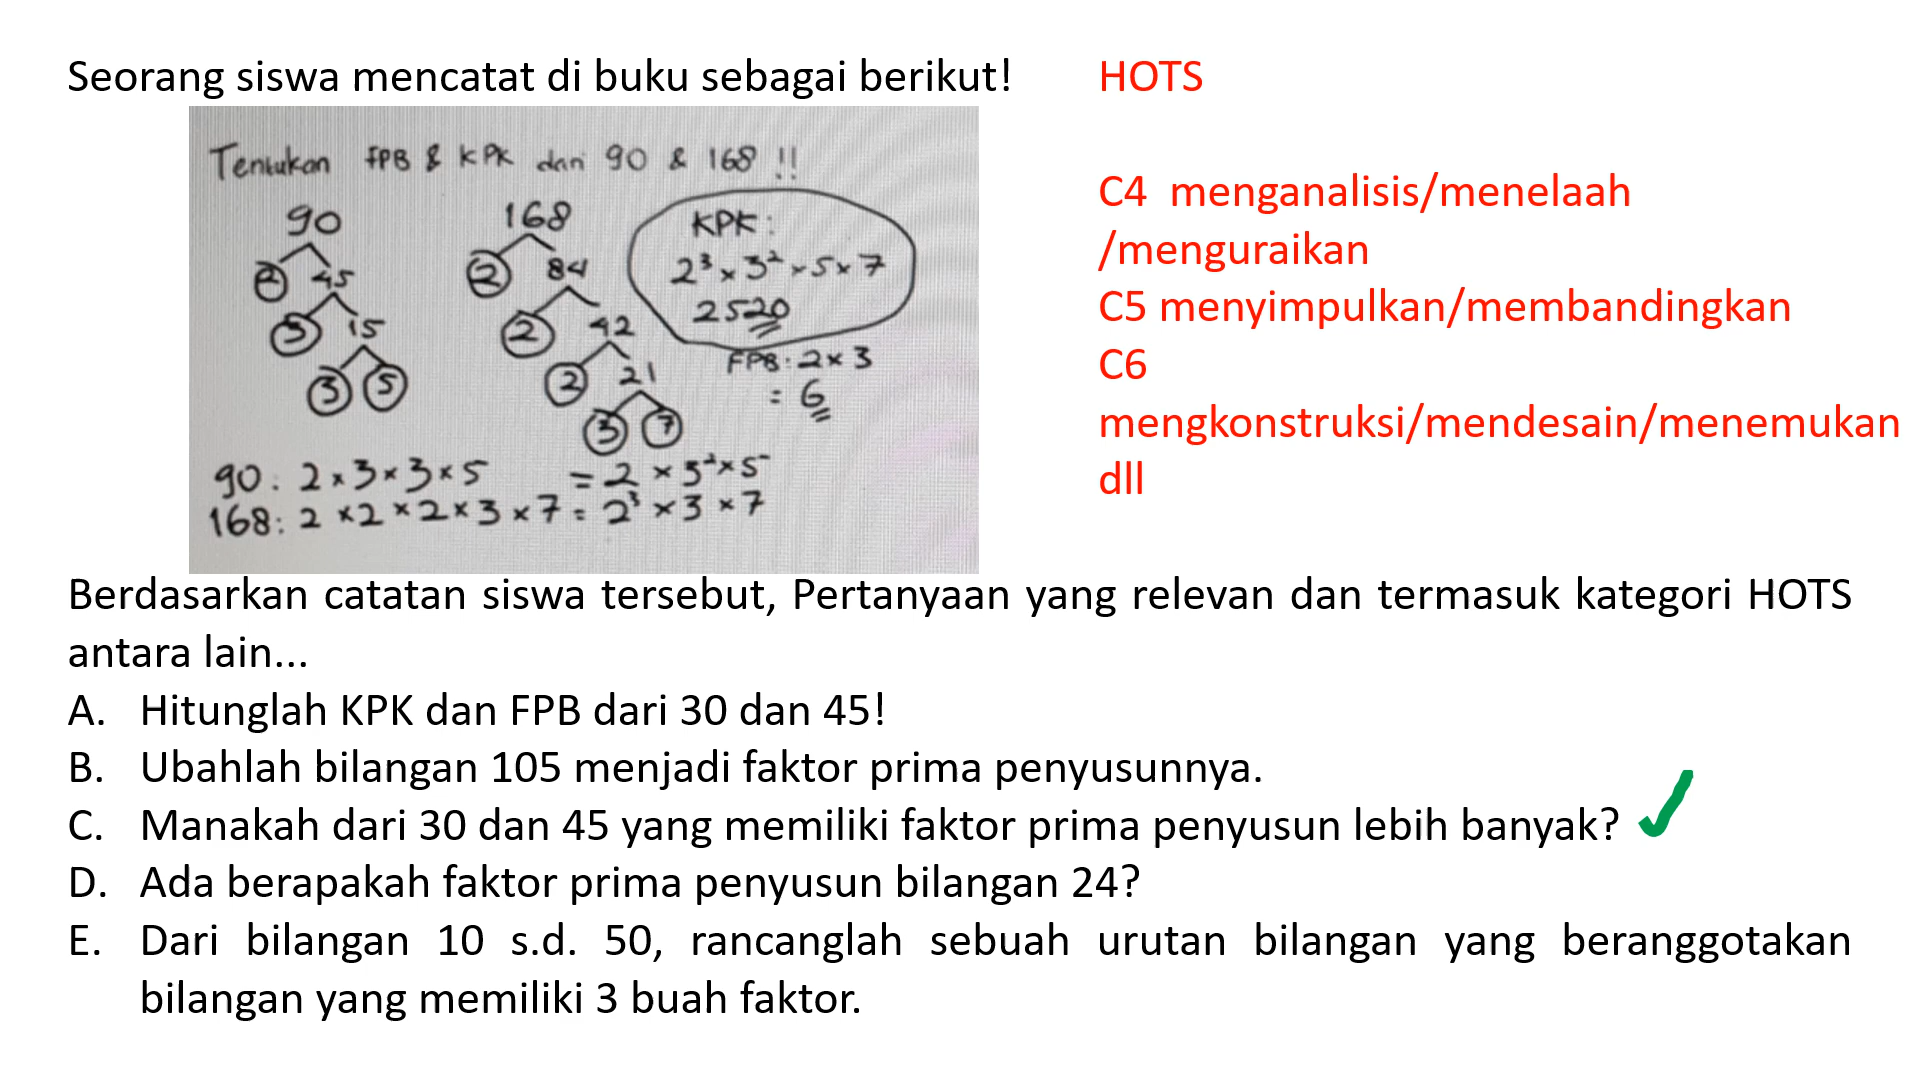 Seorang siswa mencatat di buku sebagai berikut!
HOTS
Tentukan FPB & KPK dari 90 & 168 !!
90
2 45
3 15
3 5
168
2 84
2 42
2 21
3 7
KPK :
2³ × 3² × 5 × 7
2520
FPB : 2 × 3
= 6
90 : 2 × 3 × 3 × 5 = 2 × 3² × 5
168 : 2 × 2 × 2 × 3 × 7 = 2³ × 3 × 7
C4 menganalisis/menelaah
/menguraikan
C5 menyimpulkan/membandingkan
C6
mengkonstruksi/mendesain/menemukan
dll
Berdasarkan catatan siswa tersebut, Pertanyaan yang relevan dan termasuk kategori HOTS
antara lain...
A. Hitunglah KPK dan FPB dari 30 dan 45!
B. Ubahlah bilangan 105 menjadi faktor prima penyusunnya.
C. Manakah dari 30 dan 45 yang memiliki faktor prima penyusun lebih banyak?
D. Ada berapakah faktor prima penyusun bilangan 24?
E. Dari bilangan 10 s.d. 50, rancanglah sebuah urutan bilangan yang beranggotakan
bilangan yang memiliki 3 buah faktor.